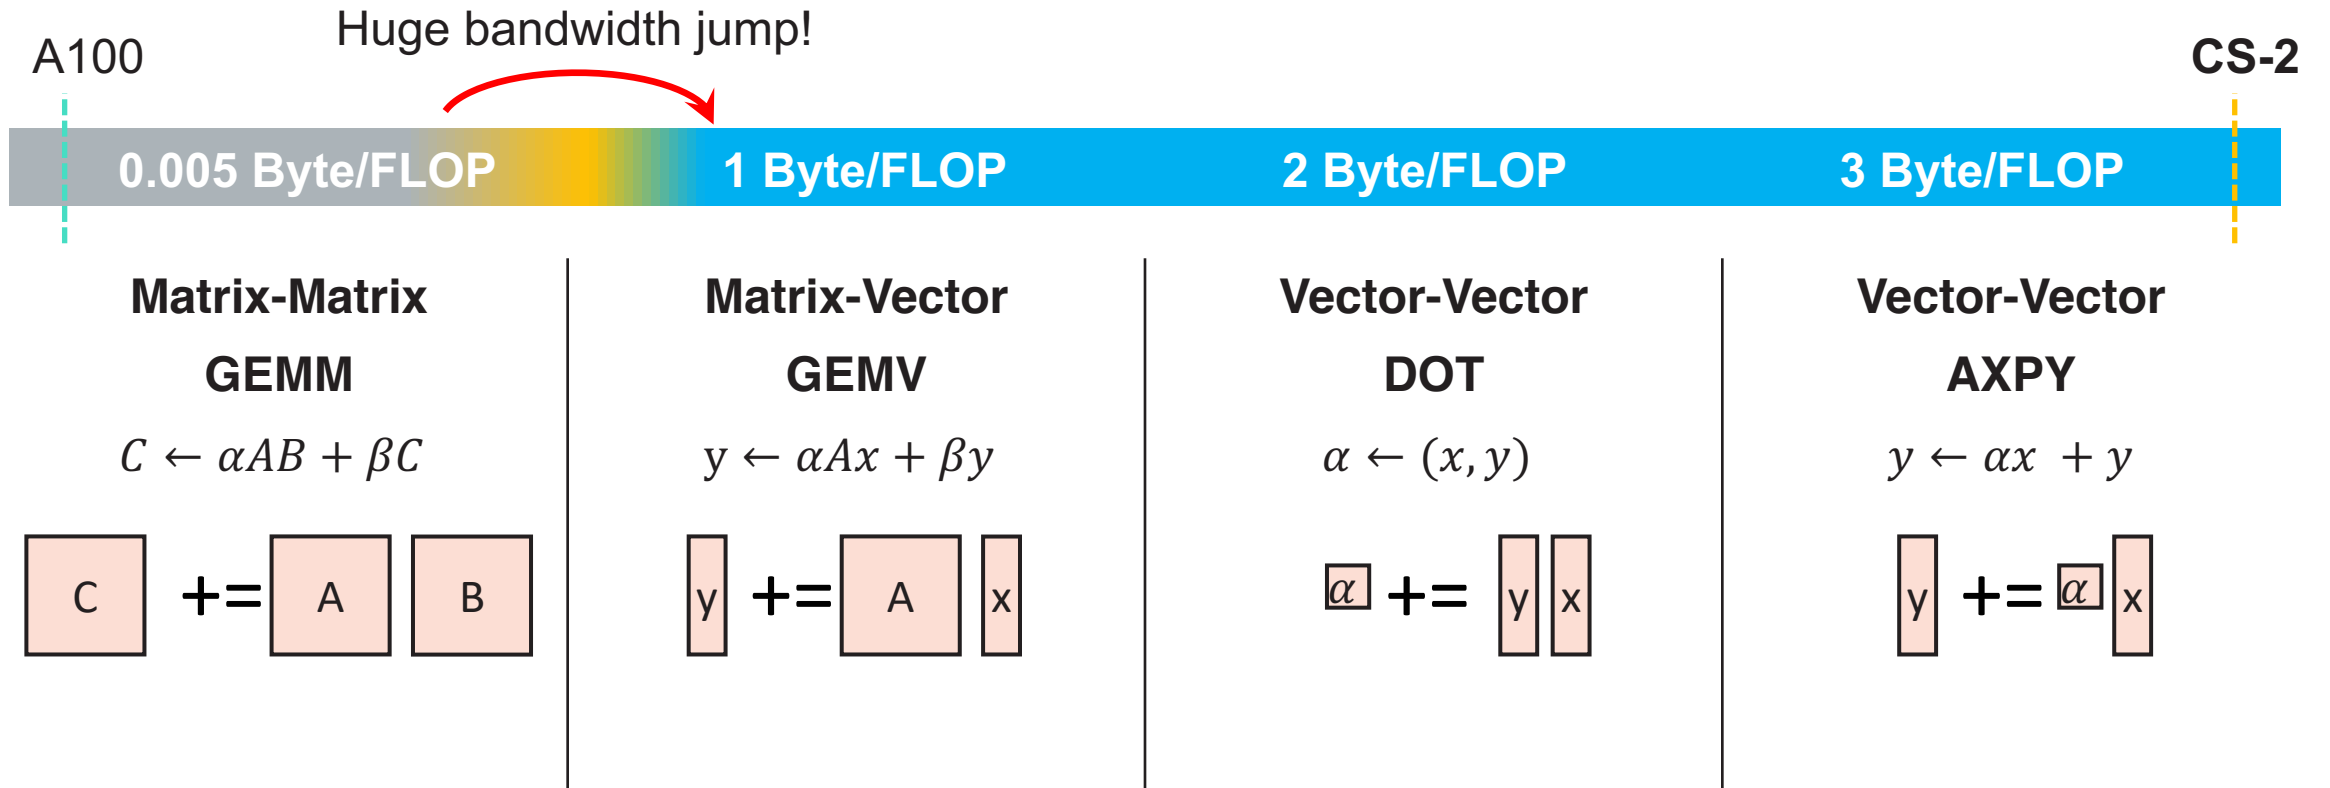 Huge bandwidth jump!
A100
CS-2
0.005 Byte/FLOP
1 Byte/FLOP
2 Byte/FLOP
3 Byte/FLOP
Matrix-Matrix
GEMM
𝐶 ← 𝛼𝐴𝐵 + 𝛽𝐶
C += A B
Matrix-Vector
GEMV
y ← 𝛼𝐴𝑥 + 𝛽𝑦
y += A x
Vector-Vector
DOT
𝛼 ← (𝑥, 𝑦)
𝛼 += y x
Vector-Vector
AXPY
𝑦 ← 𝛼𝑥 + 𝑦
y += 𝛼 x